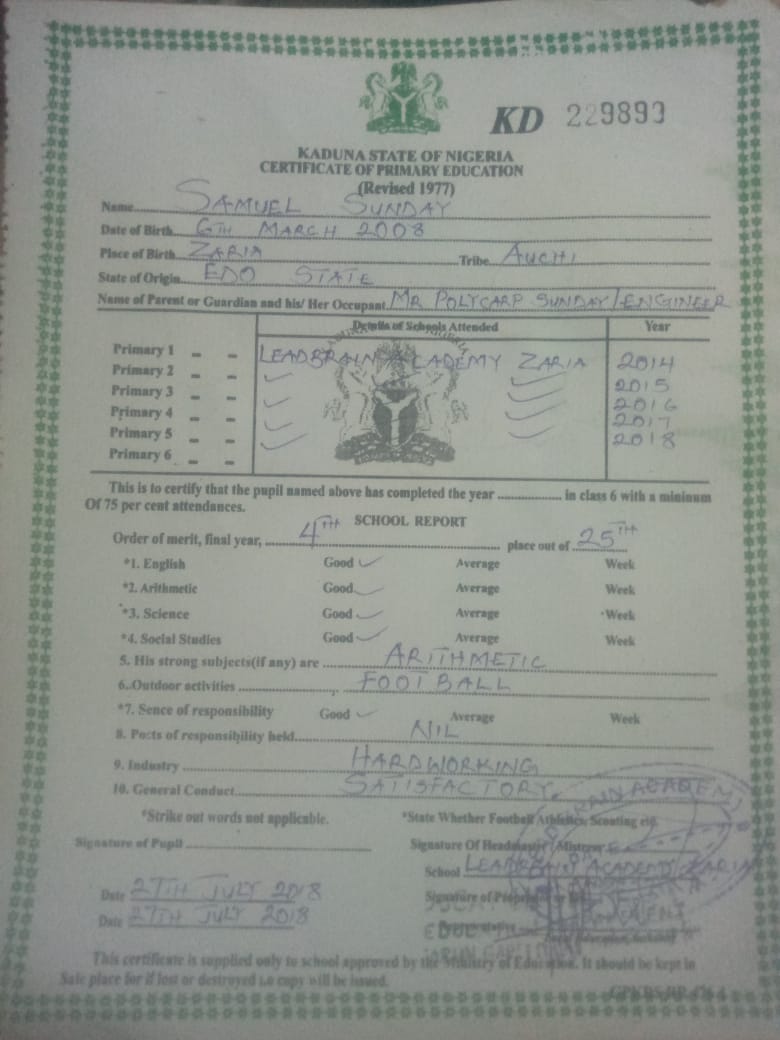 KD 229899
KADUNA STATE OF NIGERIA
CERTIFICATE OF PRIMARY EDUCATION
(Revised 1977)
Name SAMUEL SUNDAY
Date of Birth 6TH MARCH 2008
Place of Birth ZARIA Tribe AUCHI
State of Origin EDO STATE
Name of Parent or Guardian and his/ Her Occupant MR POLYCARP SUNDAY/ENGINEER
Details of Schools Attended Year
Primary 1 - - LEADBRAIN ACADEMY ZARIA 2014
Primary 2 - - 2015
Primary 3 - - 2016
Primary 4 - - 2017
Primary 5 - - 2018
Primary 6 - -
This is to certify that the pupil named above has completed the year .............. in class 6 with a minimum
Of 75 per cent attendances.
SCHOOL REPORT
Order of merit, final year, 4TH place out of 25TH
*1. English Good ✓ Average Week
*2. Arithmetic Good ✓ Average Week
*3. Science Good ✓ Average Week
*4. Social Studies Good ✓ Average Week
5. His strong subjects(if any) are ARITHMETIC
6. Outdoor activities FOOTBALL
*7. Sence of responsibility Good ✓ Average Week
8. Posts of responsibility held NIL
9. Industry HARDWORKING
10. General Conduct SATISFACTORY.
*Strike out words not applicable. *State Whether Football Athletics, Scouting etc.
Signature of Pupil Signature Of Headmaster/Mistress
School LEADBRAIN ACADEMY ZARIA
Date 27TH JULY 2018 Signature of
Date 27TH JULY 2018
This certificate is supplied only to school approved by the Ministry of Education. It should be kept in
Safe place for if lost or destroyed no copy will be issued.